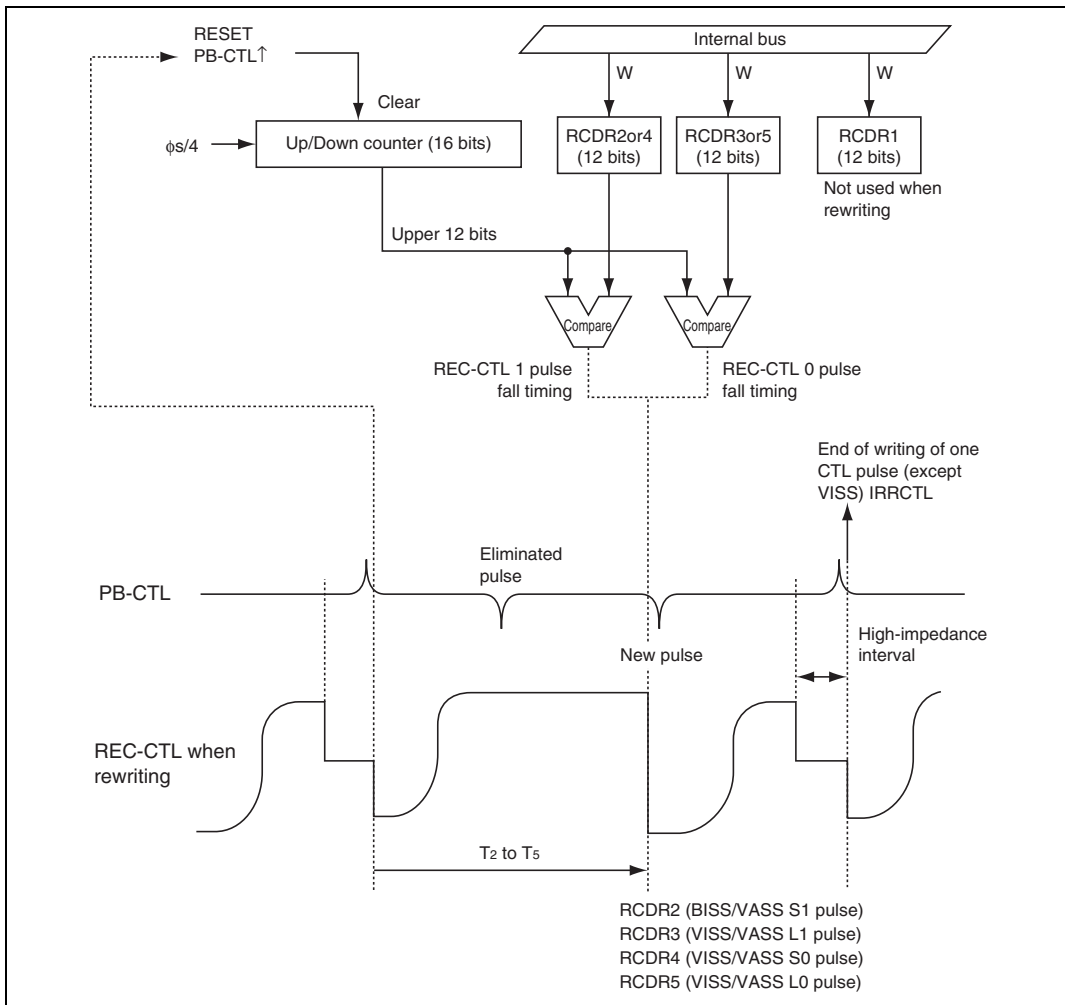 RESET
PB-CTL↑
Internal bus
W
W
W
Clear
ϕs/4
Up/Down counter (16 bits)
RCDR2or4
(12 bits)
RCDR3or5
(12 bits)
RCDR1
(12 bits)
Not used when
rewriting
Upper 12 bits
Compare
Compare
REC-CTL 1 pulse
fall timing
REC-CTL 0 pulse
fall timing
End of writing of one
CTL pulse (except
VISS) IRRCTL
Eliminated
pulse
PB-CTL
New pulse
High-impedance
interval
REC-CTL when
rewriting
T2 to T5
RCDR2 (BISS/VASS S1 pulse)
RCDR3 (VISS/VASS L1 pulse)
RCDR4 (VISS/VASS S0 pulse)
RCDR5 (VISS/VASS L0 pulse)